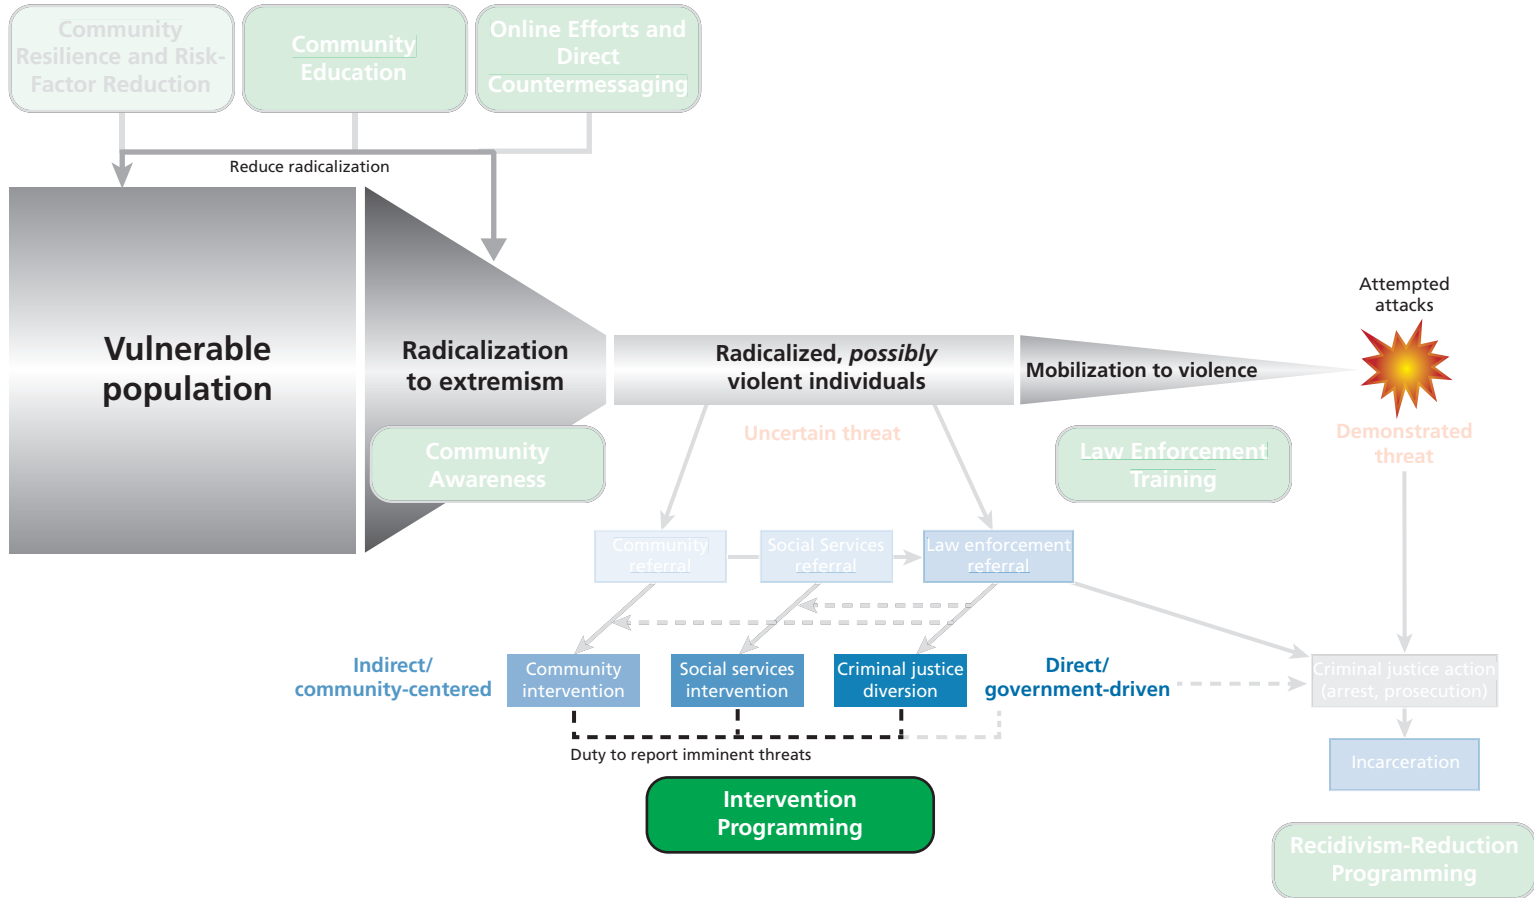 Community
Resilience and Risk-
Factor Reduction
Community
Education
Online Efforts and
Direct
Countermessaging
Reduce radicalization
Vulnerable
population
Radicalization
to extremism
Radicalized, possibly
violent individuals
Mobilization to violence
Attempted
attacks
Uncertain threat
Demonstrated
threat
Community
Awareness
Law Enforcement
Training
Community
referral
Social Services
referral
Law enforcement
referral
Indirect/
community-centered
Community
intervention
Social services
intervention
Criminal justice
diversion
Direct/
government-driven
Criminal justice action
(arrest, prosecution)
Duty to report imminent threats
Incarceration
Intervention
Programming
Recidivism-Reduction
Programming